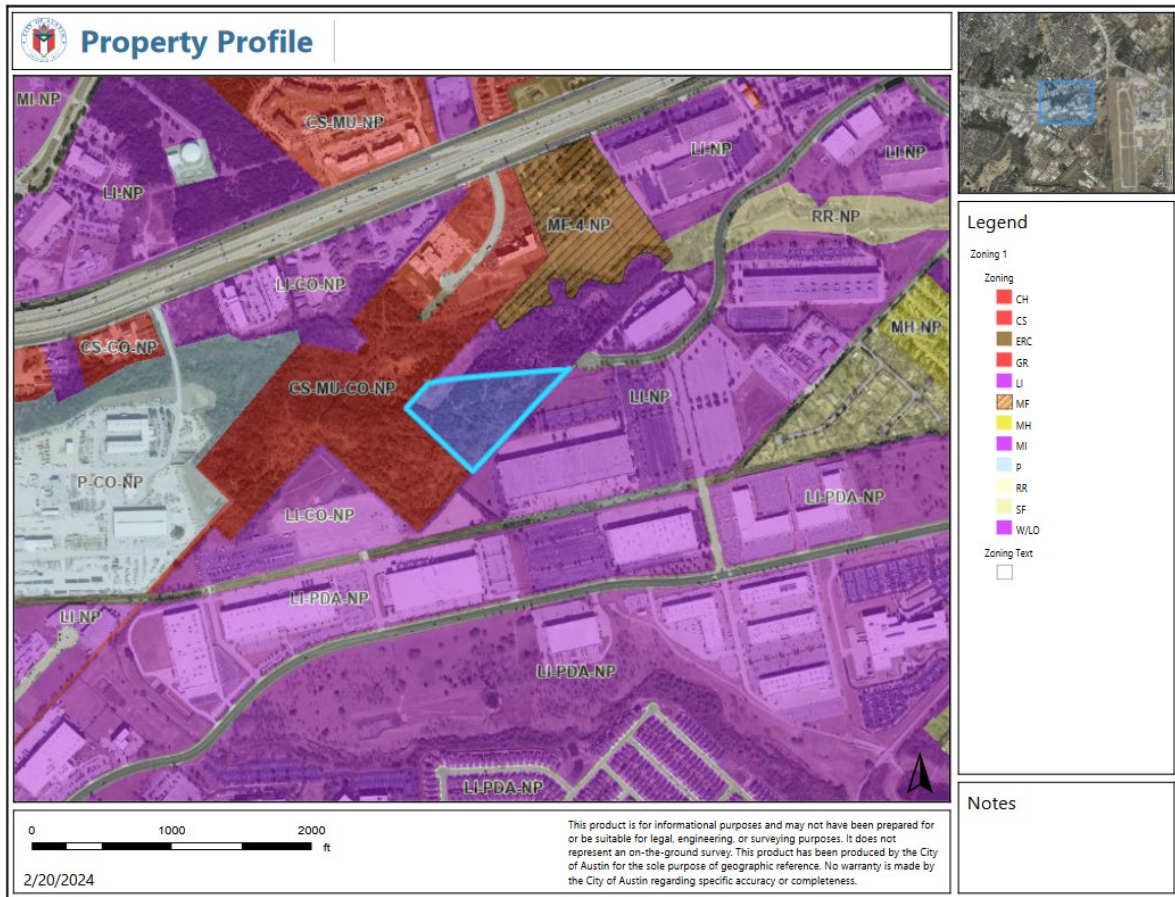 Property Profile
MI-NP
CS-MU-NP
LI-NP
LI-NP
LI-NP
MF-4-NP
RR-NP
LI-CO-NP
CS-CO-NP
MH-NP
CS-MU-CO-NP
LI-NP
P-CO-NP
LI-CO-NP
LI-PDA-NP
LI-PDA-NP
LI-NP
LI-PDA-NP
LI-PDA-NP
Legend
Zoning 1
Zoning
CH
CS
ERC
GR
LI
MF
MH
MI
P
RR
SF
W/LO
Zoning Text
Notes
0 1000 2000
ft
2/20/2024
This product is for informational purposes and may not have been prepared for
or be suitable for legal, engineering, or surveying purposes. It does not
represent an on-the-ground survey. This product has been produced by the City
of Austin for the sole purpose of geographic reference. No warranty is made by
the City of Austin regarding specific accuracy or completeness.